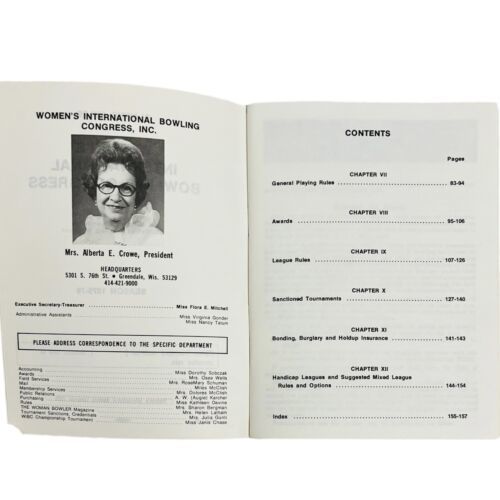 WOMEN'S INTERNATIONAL BOWLING
CONGRESS, INC.
Mrs. Alberta E. Crowe, President
HEADQUARTERS
5301 S. 76th St. • Greendale, Wis. 53129
414-421-9000
Executive Secretary-Treasurer Miss Flora E. Mitchell
Administrative Assistants Miss Virginia Gonder
Miss Nancy Tatum
PLEASE ADDRESS CORRESPONDENCE TO THE SPECIFIC DEPARTMENT
Accounting
Awards Miss Dorothy Sobczak
Field Services Mrs. Ozzo Wells
Mail Mrs. RoseMary Schuman
Membership Services Miles McClish
Public Relations Mrs. Dolores McClish
Purchasing A. W. (Augie) Karcher
Rules Miss Kathleen Devine
THE WOMAN BOWLER Magazine Mrs. Sharon Bergman
Tournament Sanctions, Credentials Mrs. Helen Latham
WIBC Championship Tournament Mrs. Julia Gunti
Miss Janis Chase
CONTENTS
Pages
CHAPTER VII
General Playing Rules 83-94
CHAPTER VIII
Awards 95-106
CHAPTER IX
League Rules 107-126
CHAPTER X
Sanctioned Tournaments 127-140
CHAPTER XI
Bonding, Burglary and Holdup Insurance 141-143
CHAPTER XII
Handicap Leagues and Suggested Mixed League
Rules and Options 144-154
Index 155-157